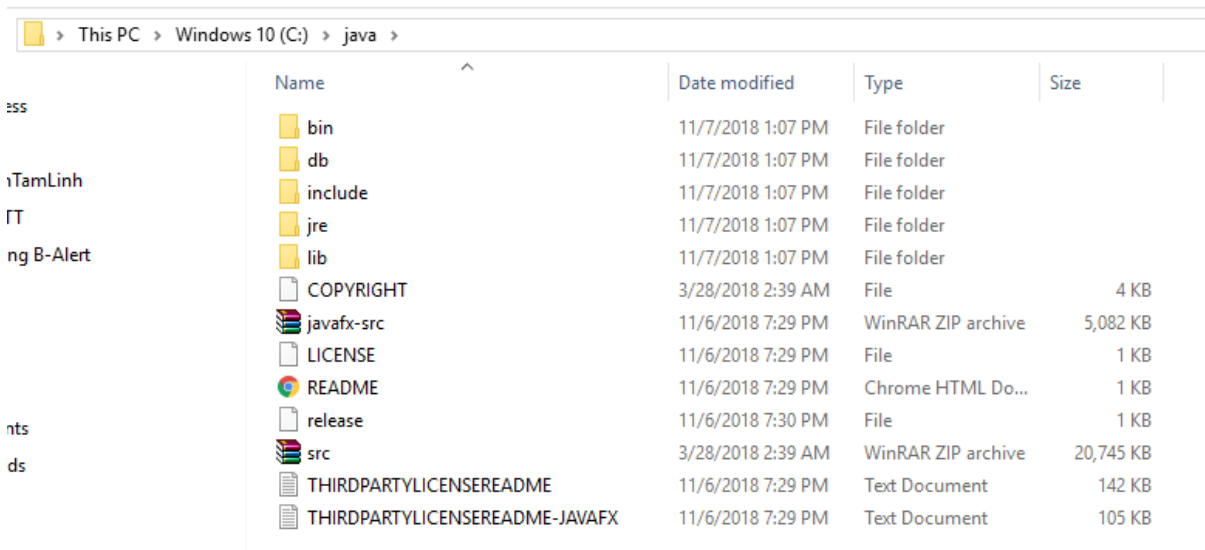 This PC > Windows 10 (C:) > java >
Name Date modified Type Size
bin 11/7/2018 1:07 PM File folder
db 11/7/2018 1:07 PM File folder
include 11/7/2018 1:07 PM File folder
jre 11/7/2018 1:07 PM File folder
lib 11/7/2018 1:07 PM File folder
COPYRIGHT 3/28/2018 2:39 AM File 4 KB
javafx-src 11/6/2018 7:29 PM WinRAR ZIP archive 5,082 KB
LICENSE 11/6/2018 7:29 PM File 1 KB
README 11/6/2018 7:29 PM Chrome HTML Do... 1 KB
release 11/6/2018 7:30 PM File 1 KB
src 3/28/2018 2:39 AM WinRAR ZIP archive 20,745 KB
THIRDPARTYLICENSEREADME 11/6/2018 7:29 PM Text Document 142 KB
THIRDPARTYLICENSEREADME-JAVAFX 11/6/2018 7:29 PM Text Document 105 KB
ess
nTamLinh
TT
ng B-Alert
nts
ds